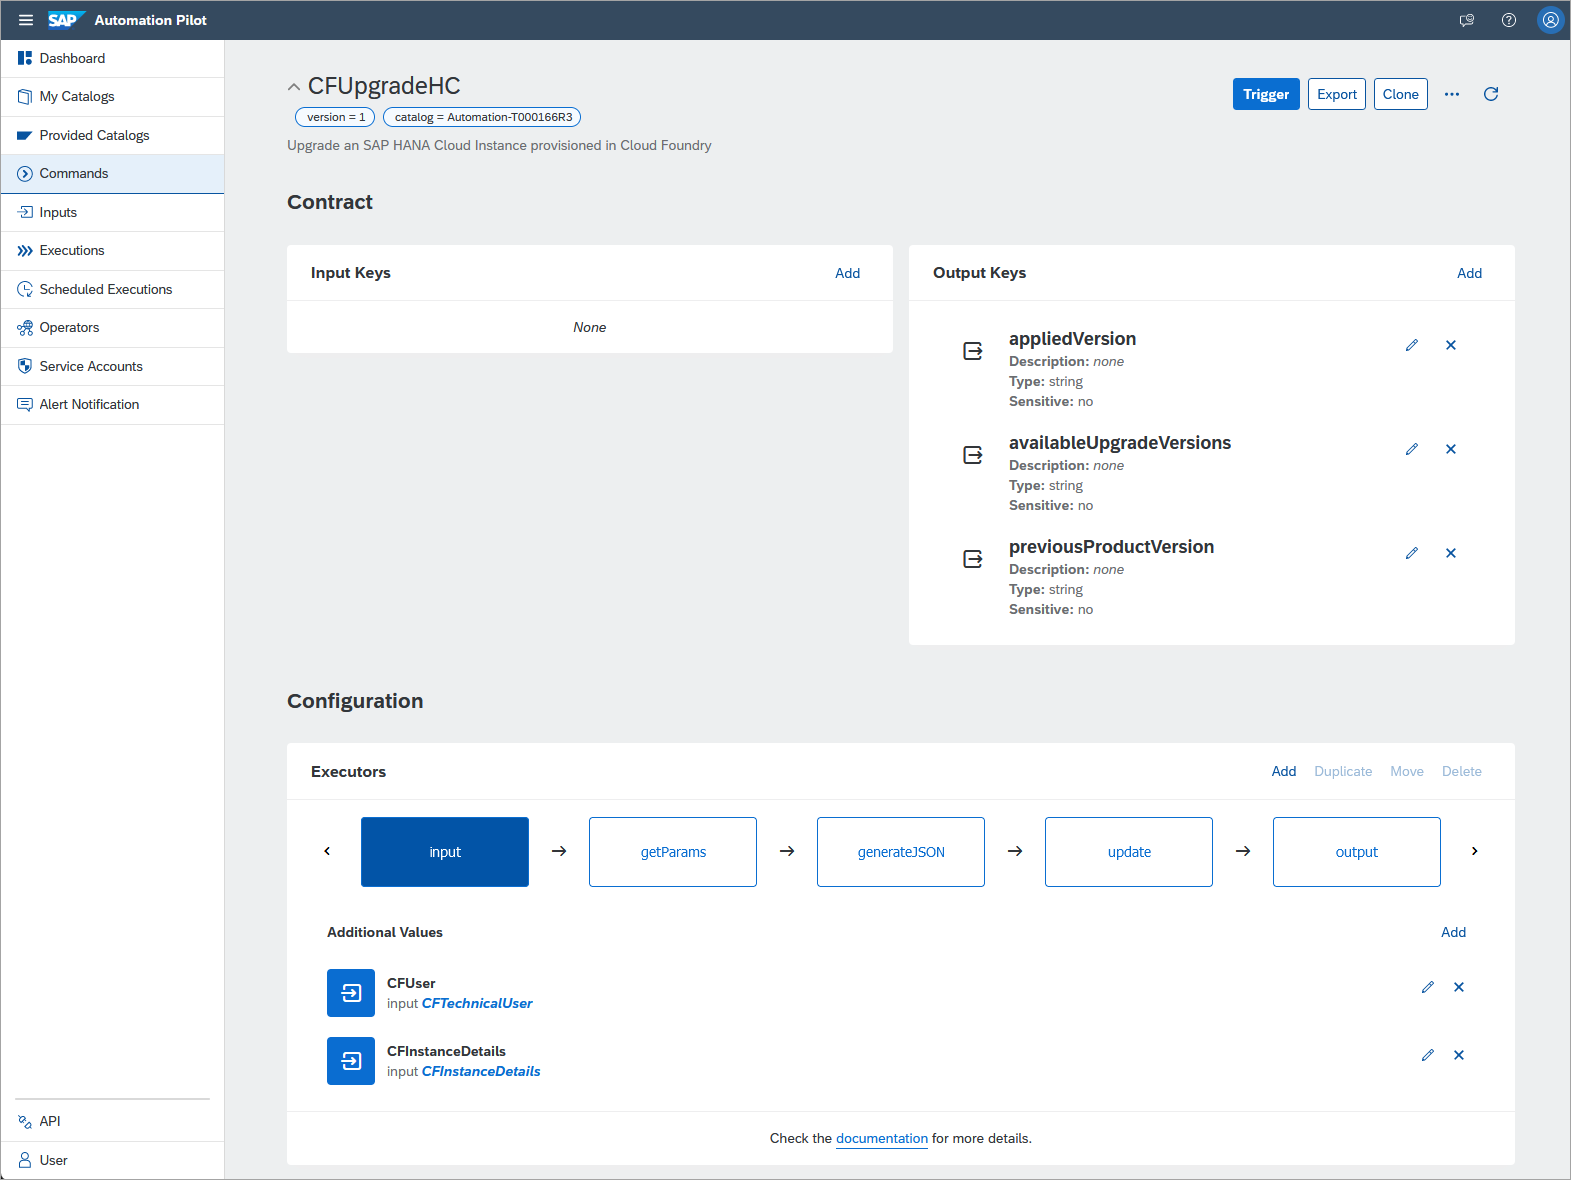 SAP Automation Pilot
Dashboard
My Catalogs
Provided Catalogs
Commands
Inputs
Executions
Scheduled Executions
Operators
Service Accounts
Alert Notification
API
User
CFUpgradeHC
Trigger
Export
Clone
version = 1
catalog = Automation-T000166R3
Upgrade an SAP HANA Cloud Instance provisioned in Cloud Foundry
Contract
Input Keys
Add
None
Output Keys
Add
appliedVersion
Description: none
Type: string
Sensitive: no
availableUpgradeVersions
Description: none
Type: string
Sensitive: no
previousProductVersion
Description: none
Type: string
Sensitive: no
Configuration
Executors
Add Duplicate Move Delete
input
getParams
generateJSON
update
output
Additional Values
Add
CFUser
input CFTechnicalUser
CFInstanceDetails
input CFInstanceDetails
Check the documentation for more details.